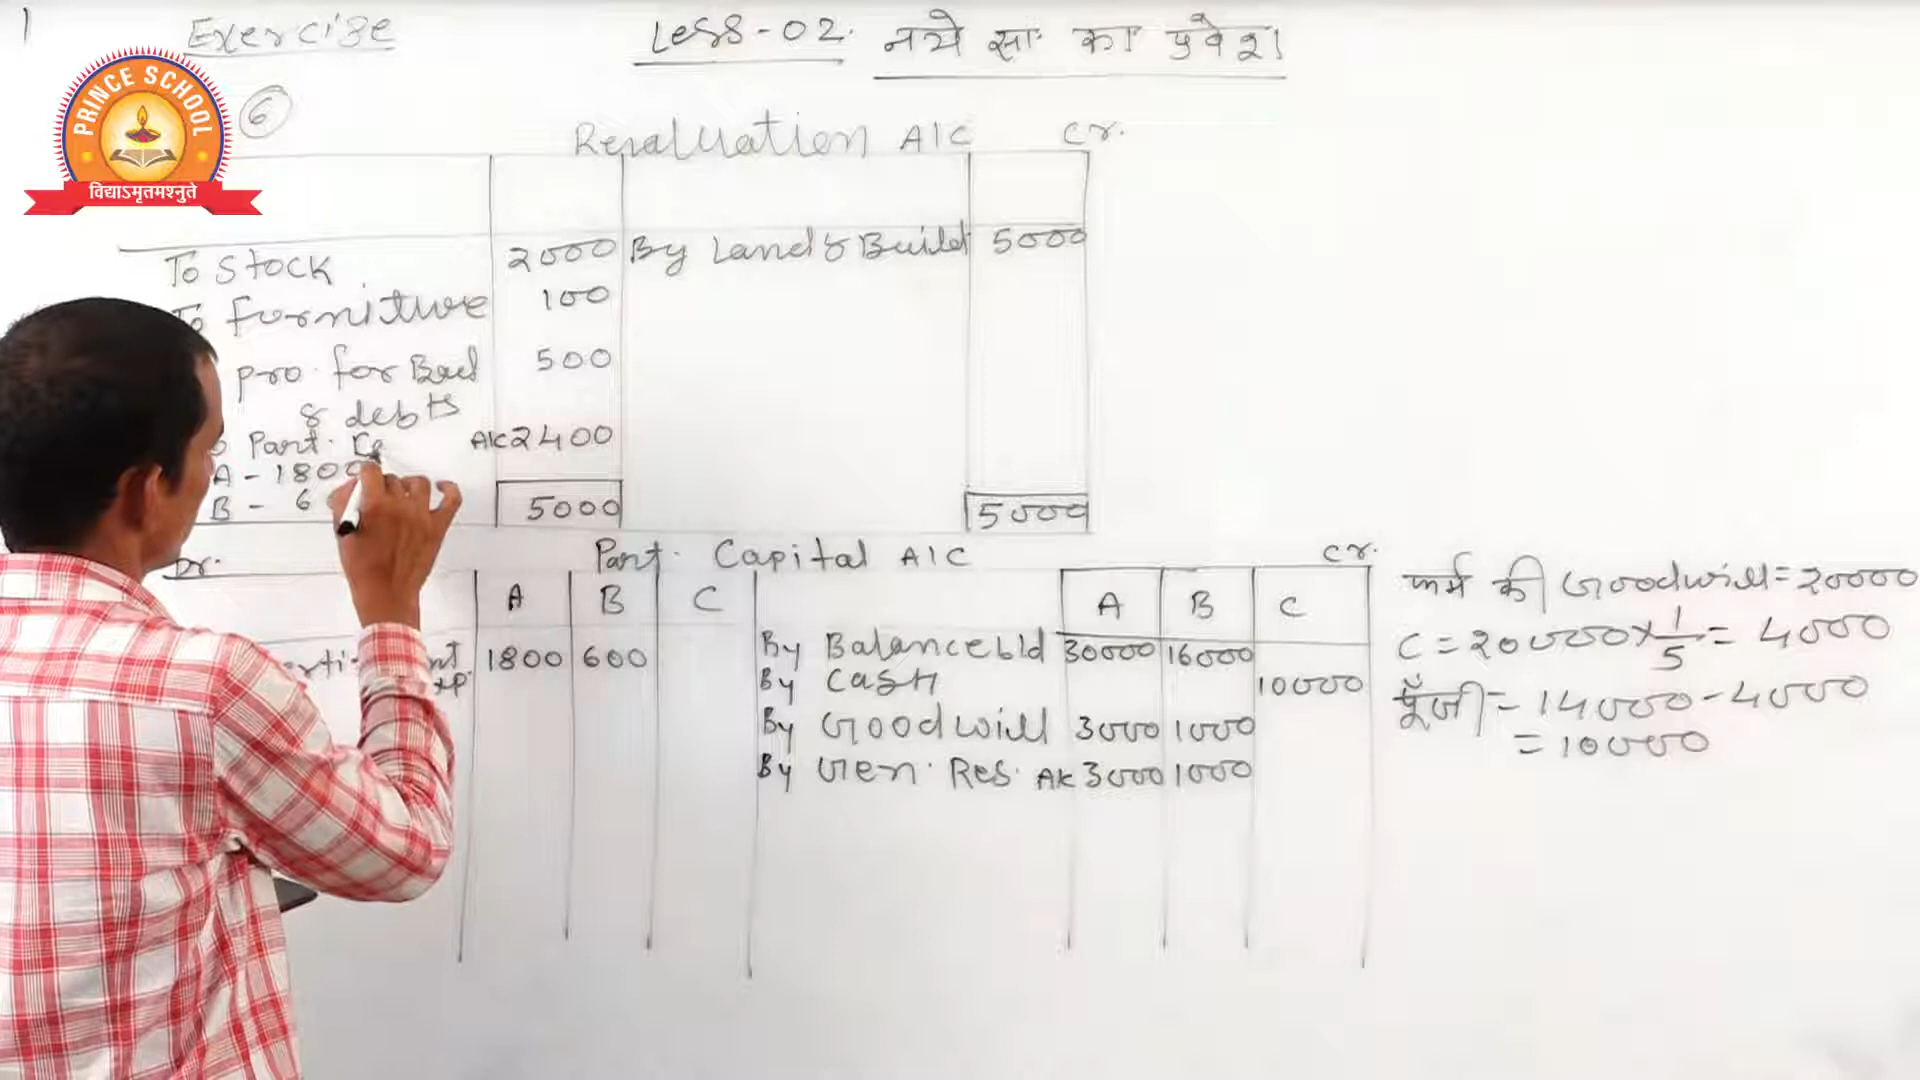 1
Exercize
Less-02. नये सा॰ का प्रवेश।
PRINCE SCHOOL
विद्याऽमृतमश्नुते
6
Revaluation A/C Cr.
To Stock 2000 By Land & Build 5000
To Furniture 100
pro. for Bad 500
& debts
Part. A/C 2400
A - 1800
B - 6
5000 5000
Dr. Part. Capital A/C Cr.
A B C A B C
1800 600 By Balance b/d 30000 16000
By Cash 10000
By Goodwill 3000 1000
By Gen. Res. A/C 3000 1000
फर्म की Goodwill = 20000
C = 20000 × 1/5 = 4000
पूँजी = 14000 - 4000
= 10000